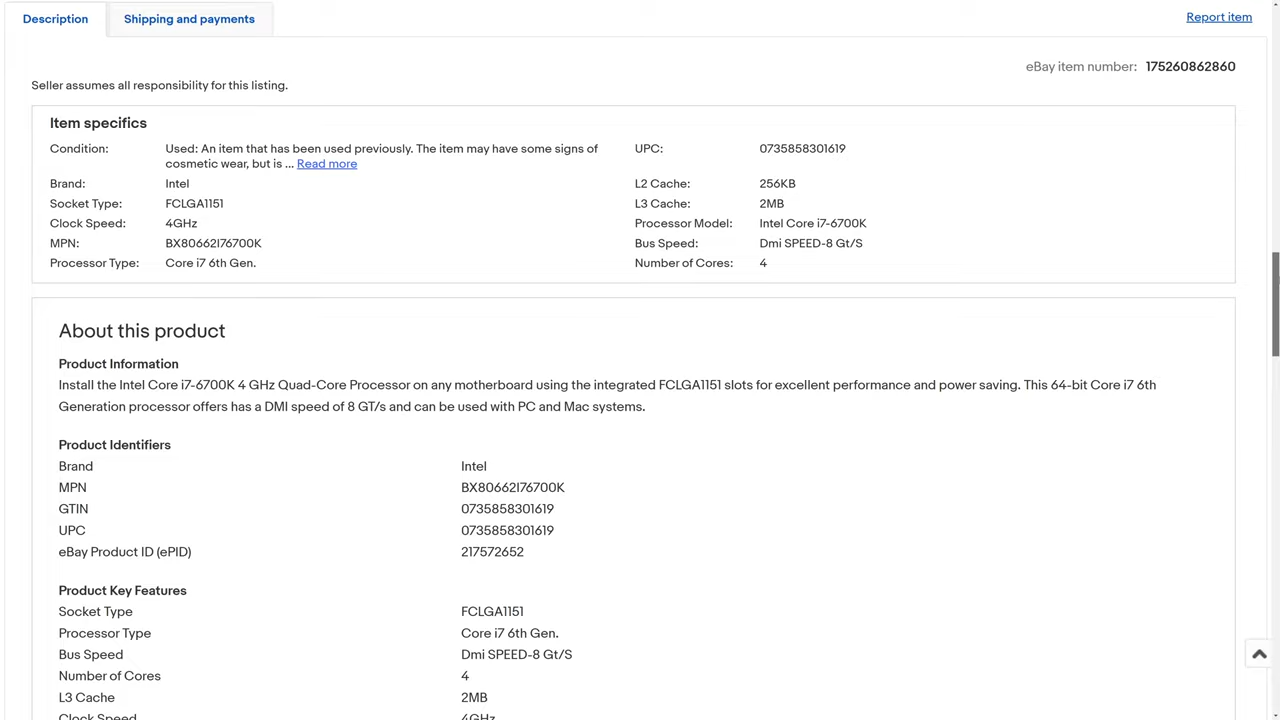 Description
Shipping and payments
Report item
eBay item number: 175260862860
Seller assumes all responsibility for this listing.
Item specifics
Condition: Used: An item that has been used previously. The item may have some signs of UPC: 0735858301619
cosmetic wear, but is ... Read more
Brand: Intel L2 Cache: 256KB
Socket Type: FCLGA1151 L3 Cache: 2MB
Clock Speed: 4GHz Processor Model: Intel Core i7-6700K
MPN: BX80662I76700K Bus Speed: Dmi SPEED-8 Gt/S
Processor Type: Core i7 6th Gen. Number of Cores: 4
About this product
Product Information
Install the Intel Core i7-6700K 4 GHz Quad-Core Processor on any motherboard using the integrated FCLGA1151 slots for excellent performance and power saving. This 64-bit Core i7 6th
Generation processor offers has a DMI speed of 8 GT/s and can be used with PC and Mac systems.
Product Identifiers
Brand Intel
MPN BX80662I76700K
GTIN 0735858301619
UPC 0735858301619
eBay Product ID (ePID) 217572652
Product Key Features
Socket Type FCLGA1151
Processor Type Core i7 6th Gen.
Bus Speed Dmi SPEED-8 Gt/S
Number of Cores 4
L3 Cache 2MB
Clock Speed 4GHz